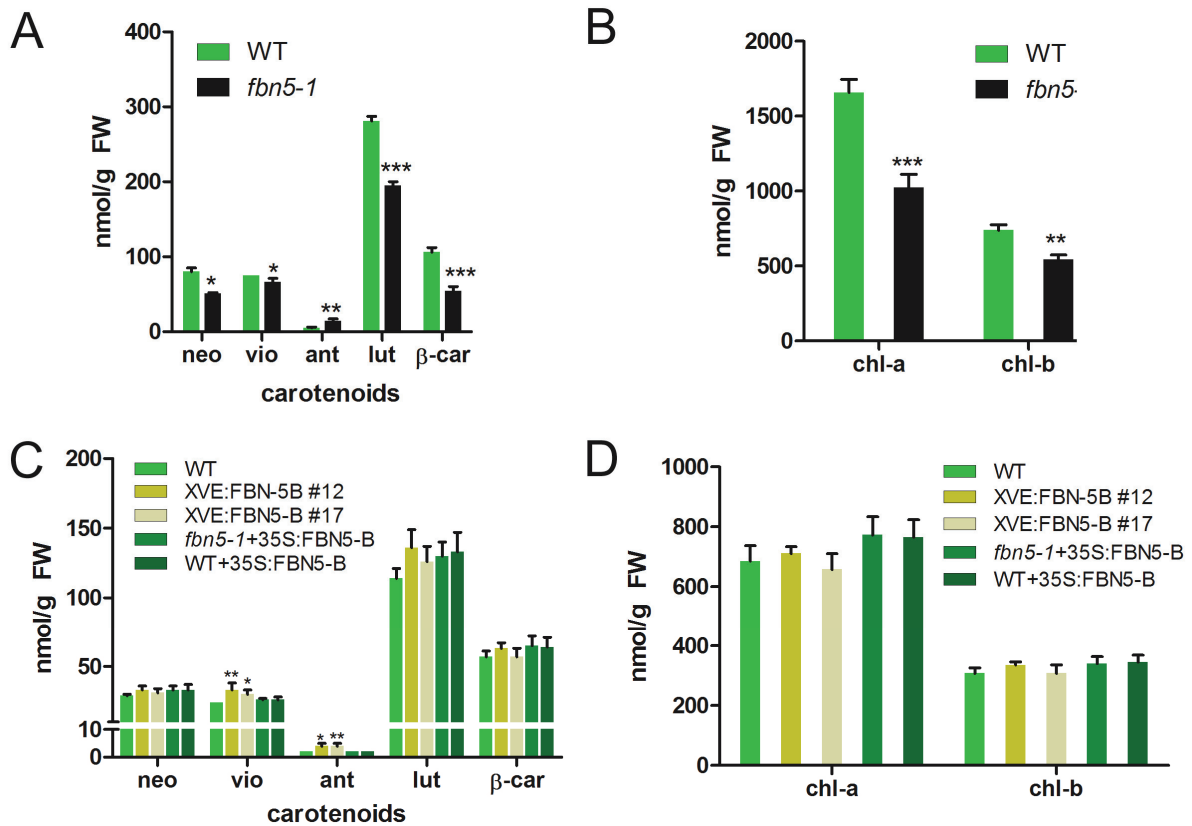 A
400
300
200
100
0
nmol/g FW
WT
fbn5-1
*
*
**
***
***
neo vio ant lut β-car
carotenoids
B
2000
1500
1000
500
0
nmol/g FW
WT
fbn5-
***
**
chl-a chl-b
C
200
150
100
50
10
0
nmol/g FW
WT
XVE:FBN-5B #12
XVE:FBN5-B #17
fbn5-1+35S:FBN5-B
WT+35S:FBN5-B
** *
* **
neo vio ant lut β-car
carotenoids
D
1000
800
600
400
200
0
nmol/g FW
WT
XVE:FBN-5B #12
XVE:FBN5-B #17
fbn5-1+35S:FBN5-B
WT+35S:FBN5-B
chl-a chl-b